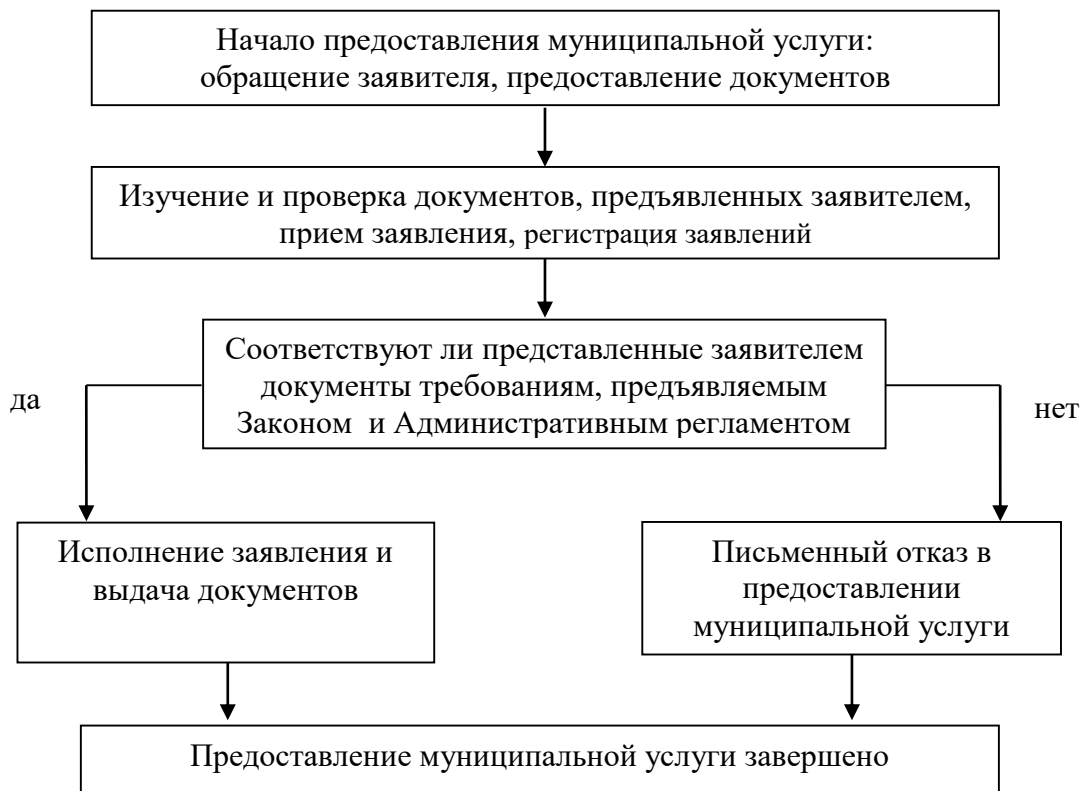 Начало предоставления муниципальной услуги:
обращение заявителя, предоставление документов
Изучение и проверка документов, предъявленных заявителем,
прием заявления, регистрация заявлений
Соответствуют ли представленные заявителем
документы требованиям, предъявляемым
Законом и Административным регламентом
да
нет
Исполнение заявления и
выдача документов
Письменный отказ в
предоставлении
муниципальной услуги
Предоставление муниципальной услуги завершено